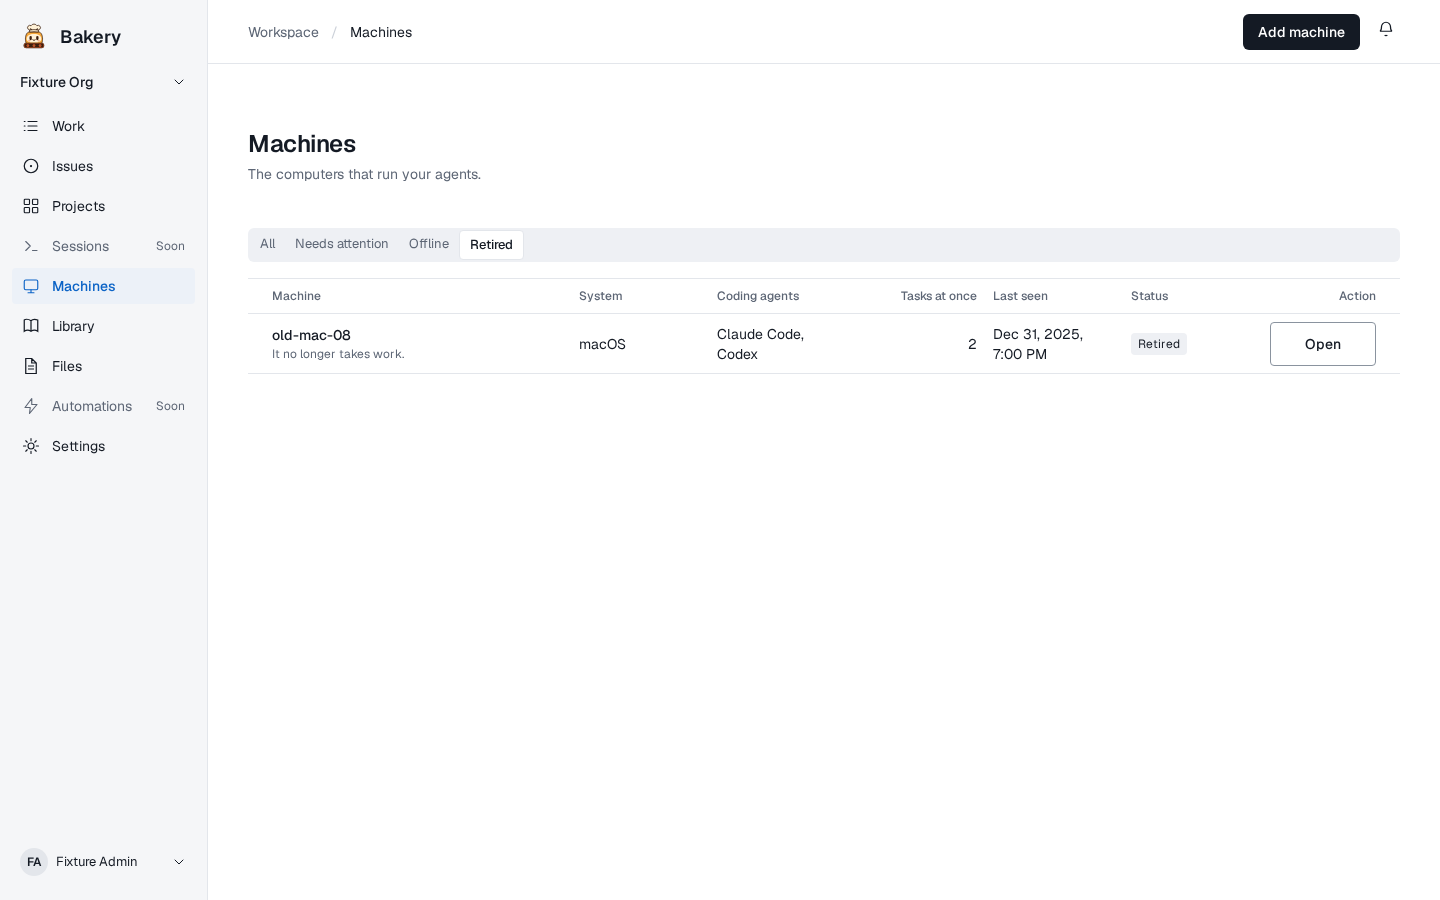 Bakery
Fixture Org
Work
Issues
Projects
Sessions Soon
Machines
Library
Files
Automations Soon
Settings
FA Fixture Admin
Workspace / Machines
Add machine
Machines
The computers that run your agents.
All Needs attention Offline Retired
Machine System Coding agents Tasks at once Last seen Status Action
old-mac-08
It no longer takes work.
macOS
Claude Code,
Codex
2
Dec 31, 2025,
7:00 PM
Retired
Open